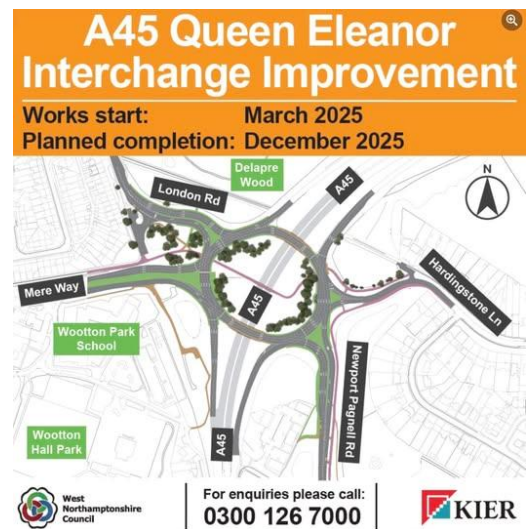 A45 Queen Eleanor
Interchange Improvement
Works start: March 2025
Planned completion: December 2025
Delapre
Wood
London Rd
A45
N
Hardingstone Ln
Mere Way
A45
Wootton Park
School
Newport Pagnell Rd
Wootton
Hall Park
A45
West
Northamptonshire
Council
For enquiries please call:
0300 126 7000
KIER